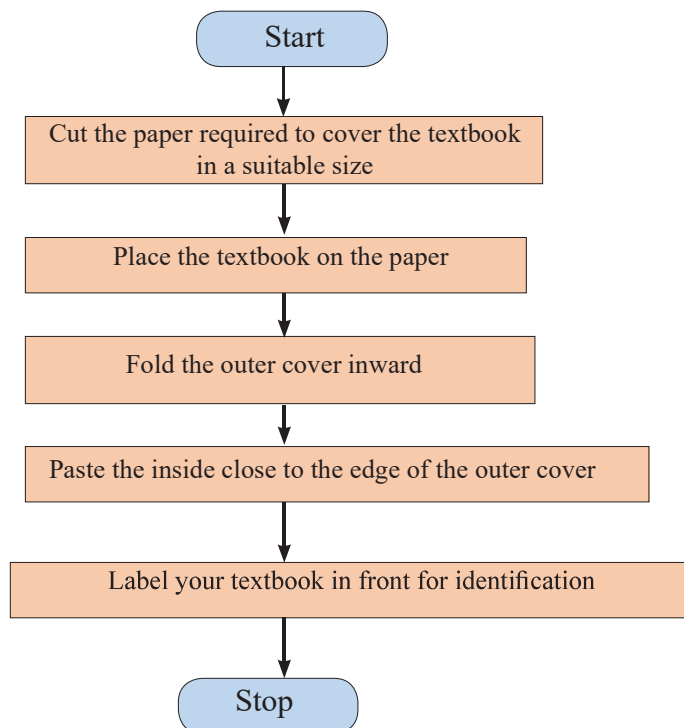 Start
Cut the paper required to cover the textbook
in a suitable size
Place the textbook on the paper
Fold the outer cover inward
Paste the inside close to the edge of the outer cover
Label your textbook in front for identification
Stop